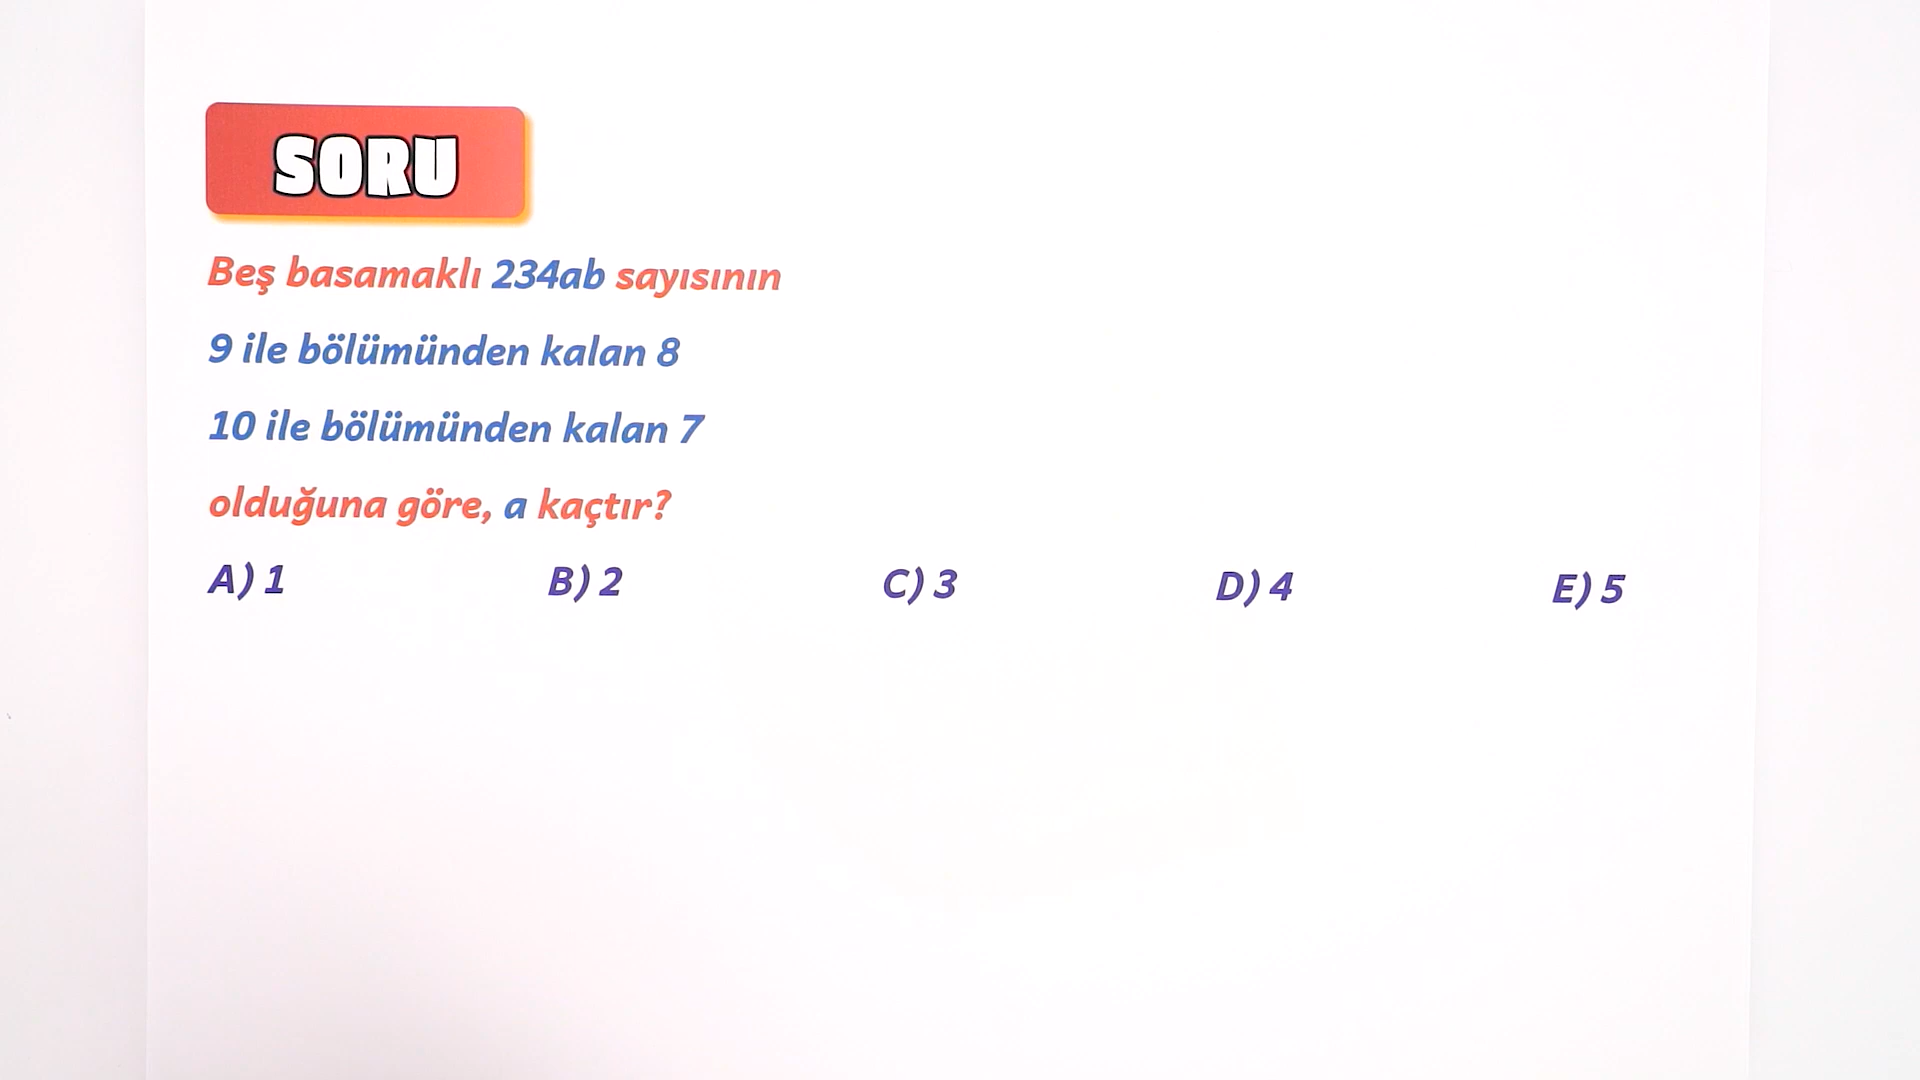 SORU
Beş basamaklı 234ab sayısının
9 ile bölümünden kalan 8
10 ile bölümünden kalan 7
olduğuna göre, a kaçtır?
A) 1 B) 2 C) 3 D) 4 E) 5